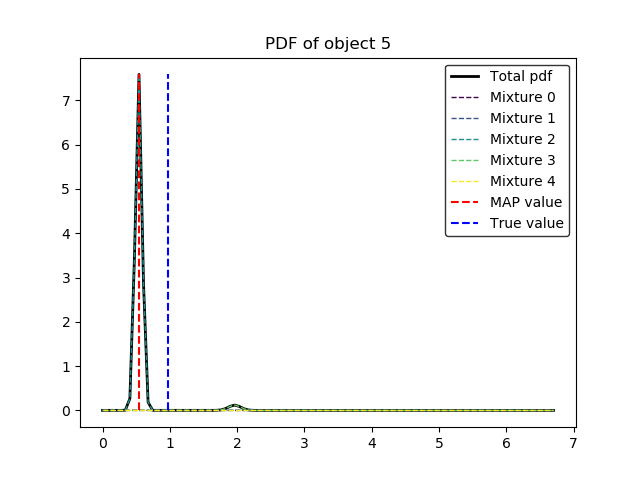 PDF of object 5
Total pdf
Mixture 0
Mixture 1
Mixture 2
Mixture 3
Mixture 4
MAP value
True value
7
6
5
4
3
2
1
0
0 1 2 3 4 5 6 7